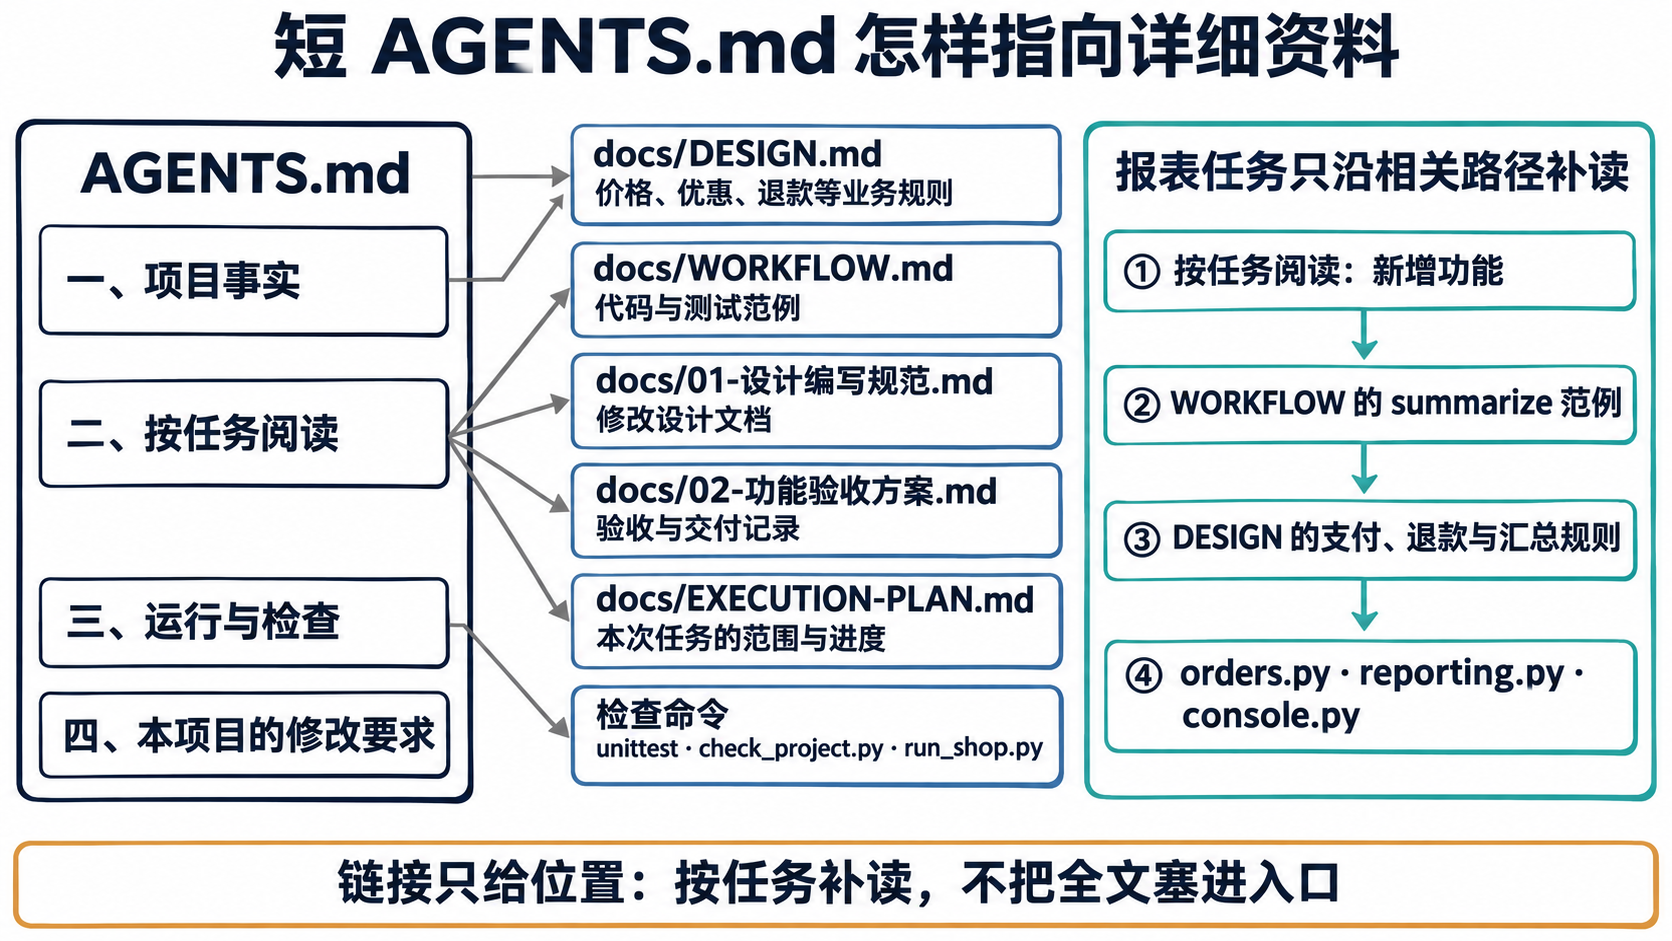 短 AGENTS.md 怎样指向详细资料
AGENTS.md
一、项目事实
二、按任务阅读
三、运行与检查
四、本项目的修改要求
docs/DESIGN.md
价格、优惠、退款等业务规则
docs/WORKFLOW.md
代码与测试范例
docs/01-设计编写规范.md
修改设计文档
docs/02-功能验收方案.md
验收与交付记录
docs/EXECUTION-PLAN.md
本次任务的范围与进度
检查命令
unittest · check_project.py · run_shop.py
报表任务只沿相关路径补读
① 按任务阅读：新增功能
② WORKFLOW 的 summarize 范例
③ DESIGN 的支付、退款与汇总规则
④ orders.py · reporting.py ·
console.py
链接只给位置：按任务补读，不把全文塞进入口